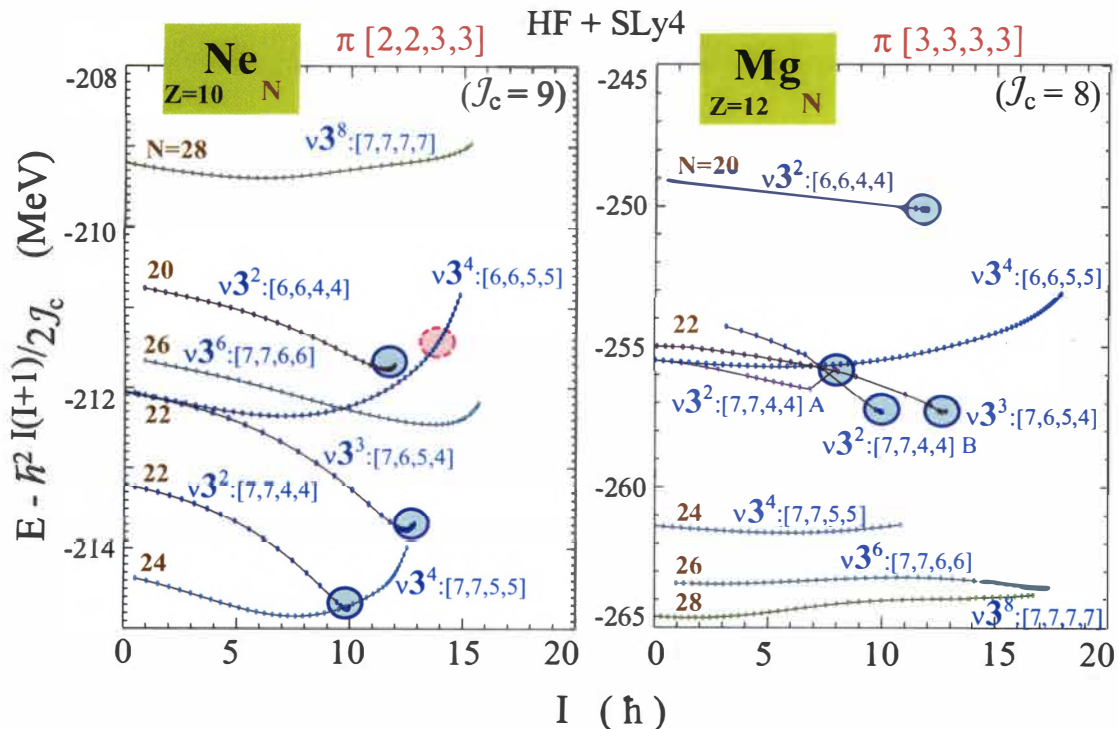 HF + SLy4
π [2,2,3,3]
Ne
Z=10 N
(𝒥c = 9)
E - ℏ² I(I+1)/2𝒥c (MeV)
-208
-210
-212
-214
N=28
ν3⁸:[7,7,7,7]
20
ν3²:[6,6,4,4]
ν3⁴:[6,6,5,5]
26
ν3⁶:[7,7,6,6]
22
ν3³:[7,6,5,4]
22
ν3²:[7,7,4,4]
24
ν3⁴:[7,7,5,5]
0 5 10 15 20
π [3,3,3,3]
Mg
Z=12 N
(𝒥c = 8)
-245
-250
-255
-260
-265
N=20
ν3²:[6,6,4,4]
ν3⁴:[6,6,5,5]
22
ν3²:[7,7,4,4] A
ν3³:[7,6,5,4]
ν3²:[7,7,4,4] B
24
ν3⁴:[7,7,5,5]
26
ν3⁶:[7,7,6,6]
28
ν3⁸:[7,7,7,7]
0 5 10 15 20
I (ℏ)